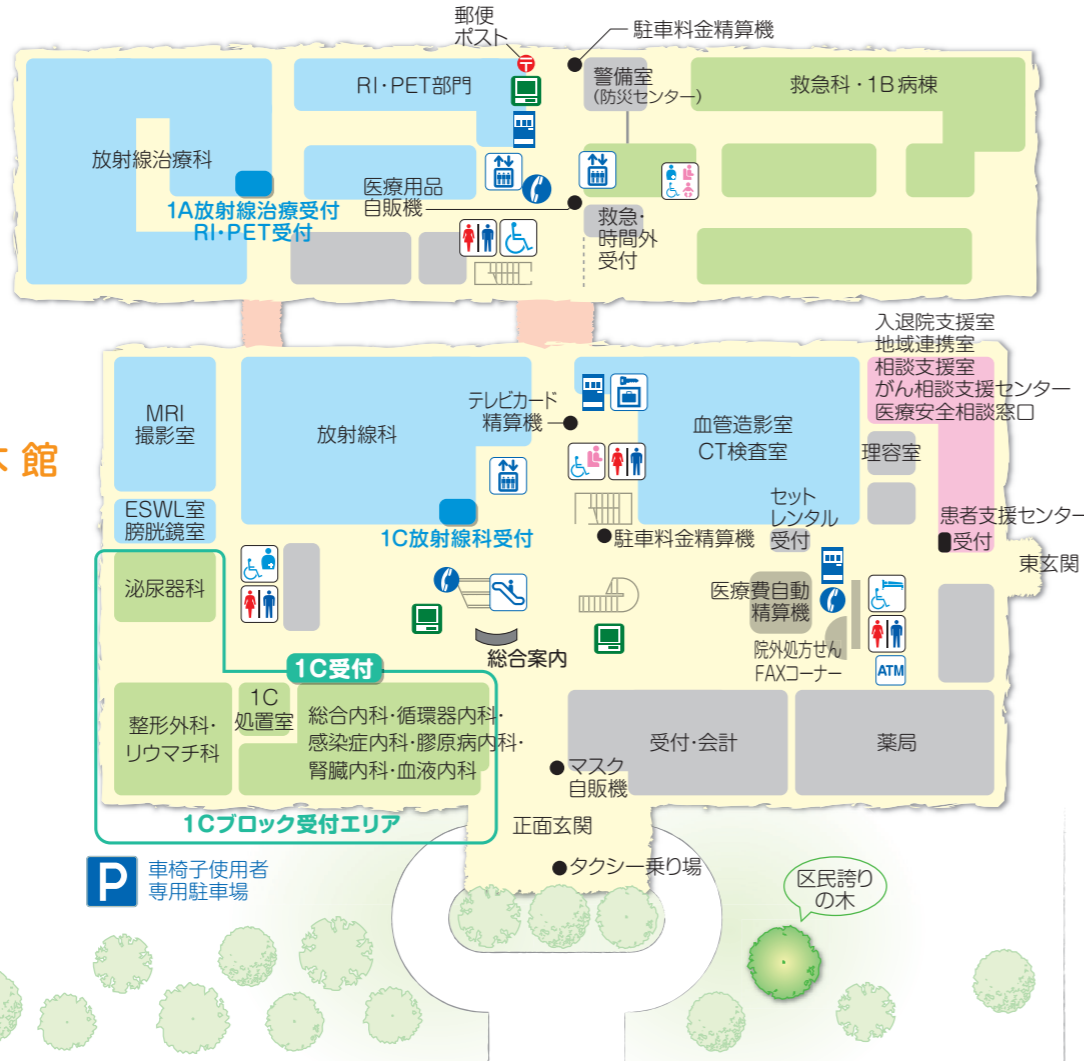 郵便
ポスト
駐車料金精算機
RI・PET部門
警備室
(防災センター)
救急科・1B病棟
放射線治療科
医療用品
自販機
1A放射線治療受付
RI・PET受付
救急・
時間外
受付
入退院支援室
地域連携室
相談支援室
がん相談支援センター
医療安全相談窓口
MRI
撮影室
放射線科
テレビカード
精算機
血管造影室
CT検査室
理容室
館
ESWL室
膀胱鏡室
1C放射線科受付
駐車料金精算機
セット
レンタル
受付
患者支援センター
受付
東玄関
泌尿器科
医療費自動
精算機
総合案内
院外処方せん
FAXコーナー
ATM
1C受付
整形外科・
リウマチ科
1C
処置室
総合内科・循環器内科・
感染症内科・膠原病内科・
腎臓内科・血液内科
受付・会計
薬局
マスク
自販機
1Cブロック受付エリア
正面玄関
P
車椅子使用者
専用駐車場
タクシー乗り場
区民誇り
の木